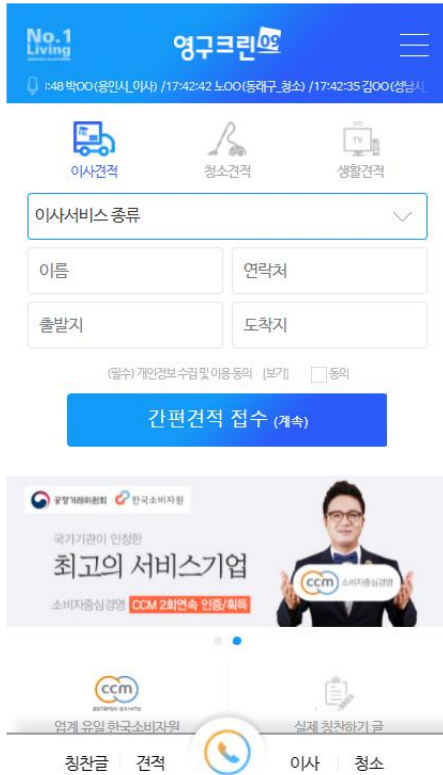 No.1
Living
영구크린09
:48 박OO(용인시_이사) /17:42:42 노OO(동래구_청소) /17:42:35 김OO(성남시_
이사견적
청소견적
TV
생활견적
이사서비스 종류
이름
연락처
출발지
도착지
(필수) 개인정보 수집 및 이용 동의 [보기] 동의
간편견적 접수 (계속)
공정거래위원회 한국소비자원
국가기관이 인정한
최고의 서비스기업
소비자중심경영 CCM 2회연속 인증/획득
ccm 소비자중심경영
ccm
업계 유일 한국소비자원
실제 칭찬하기 글
칭찬글 견적 이사 청소